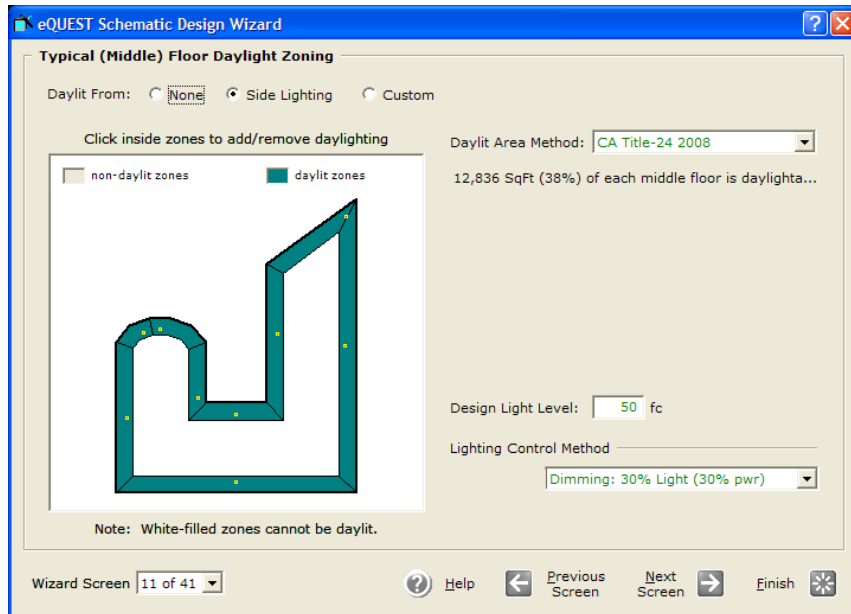 eQUEST Schematic Design Wizard
Typical (Middle) Floor Daylight Zoning
Daylit From: None Side Lighting Custom
Click inside zones to add/remove daylighting
non-daylit zones daylit zones
Note: White-filled zones cannot be daylit.
Daylit Area Method: CA Title-24 2008
12,836 SqFt (38%) of each middle floor is daylighta...
Design Light Level: 50 fc
Lighting Control Method
Dimming: 30% Light (30% pwr)
Wizard Screen 11 of 41
? Help
Previous Screen
Next Screen
Finish